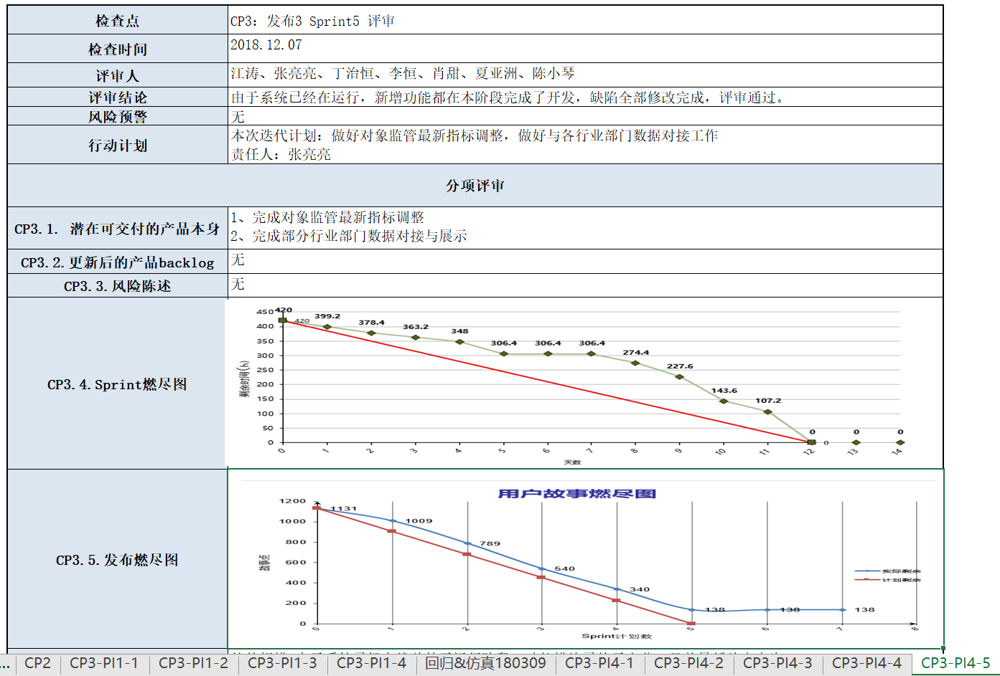 检查点
CP3：发布3 Sprint5 评审
检查时间
2018.12.07
评审人
江涛、张亮亮、丁治恒、李恒、肖甜、夏亚洲、陈小琴
评审结论
由于系统已经在运行，新增功能都在本阶段完成了开发，缺陷全部修改完成，评审通过。
风险预警
无
行动计划
本次迭代计划：做好对象监管最新指标调整，做好与各行业部门数据对接工作
责任人：张亮亮
分项评审
CP3.1. 潜在可交付的产品本身
1、完成对象监管最新指标调整
2、完成部分行业部门数据对接与展示
CP3.2.更新后的产品backlog
无
CP3.3.风险陈述
无
CP3.4.Sprint燃尽图
剩余时间(h)
450
400
350
300
250
200
150
100
50
0
420
420
399.2
378.4
363.2
348
306.4
306.4
306.4
274.4
227.6
143.6
107.2
0
0
0
0
0 1 2 3 4 5 6 7 8 9 10 11 12 13 14
天数
CP3.5.发布燃尽图
用户故事燃尽图
故事点
1200
1000
800
600
400
200
0
1131
1009
789
540
340
138
138
138
实际剩余
计划剩余
0 1 2 3 4 5 6 7 8
Sprint计划数
... CP2 CP3-PI1-1 CP3-PI1-2 CP3-PI1-3 CP3-PI1-4 回归&仿真180309 CP3-PI4-1 CP3-PI4-2 CP3-PI4-3 CP3-PI4-4 CP3-PI4-5